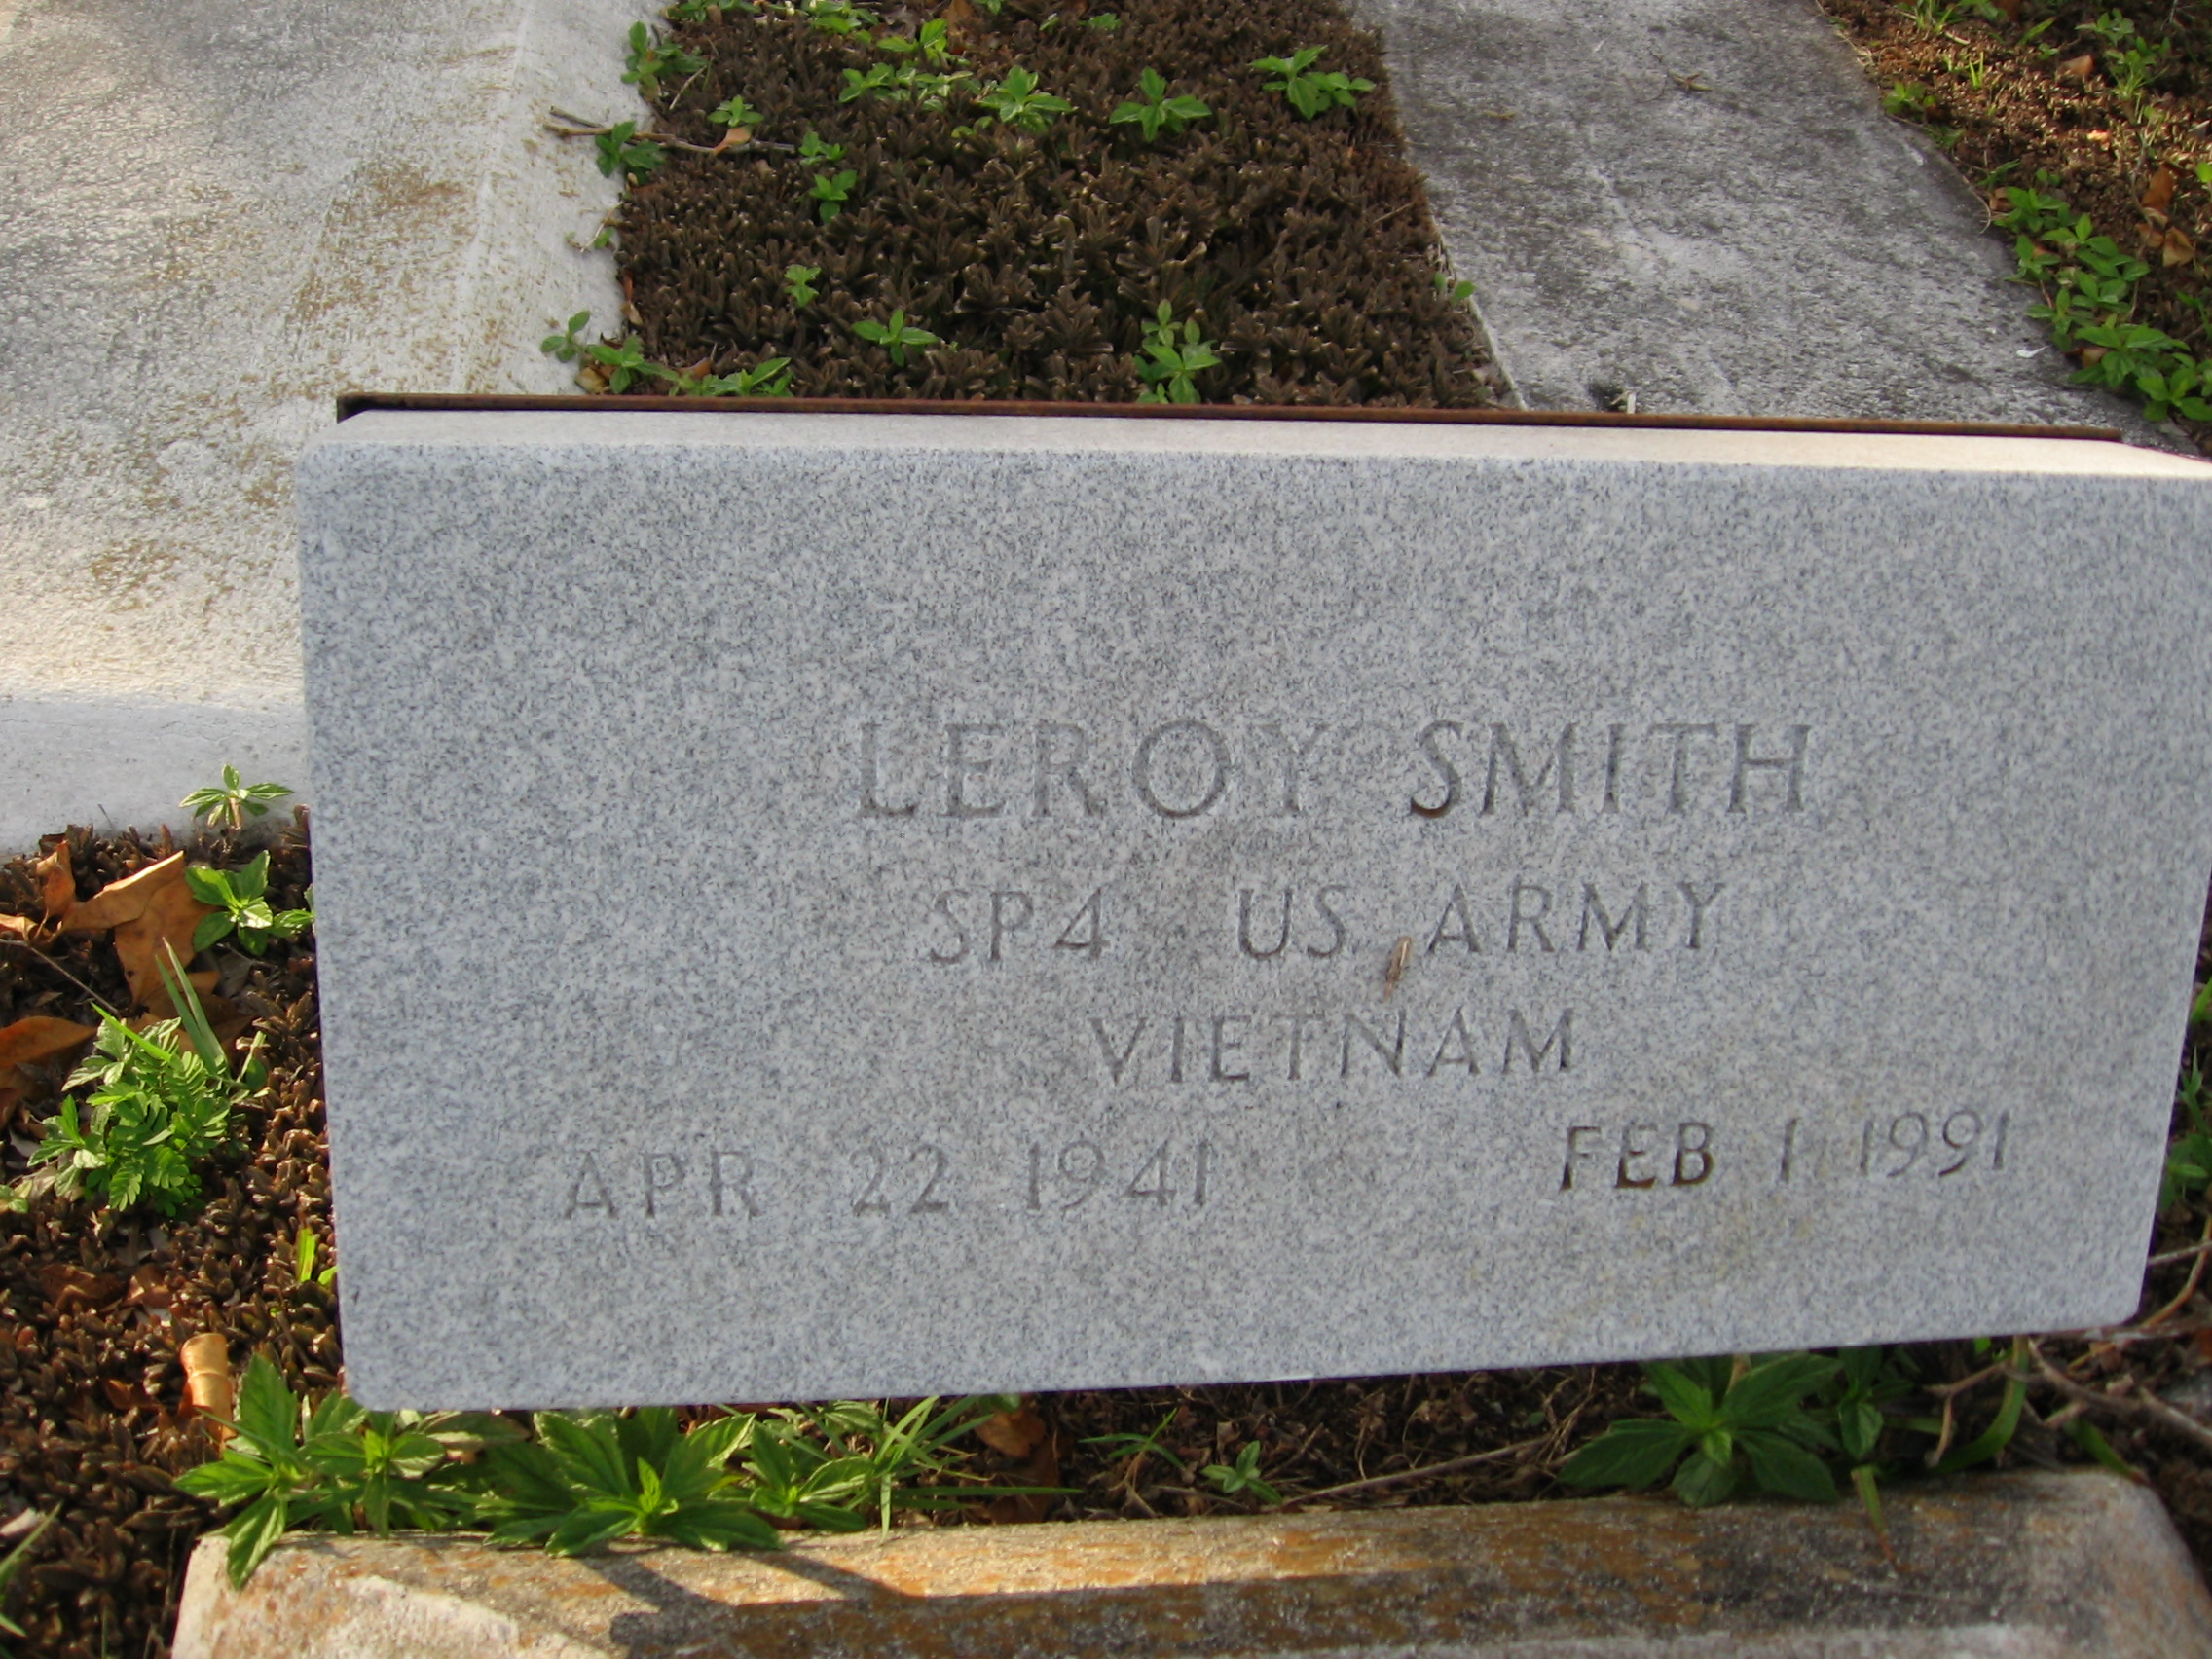 LEROY SMITH
SP4 US ARMY
VIETNAM
APR 22 1941 FEB 1 1991